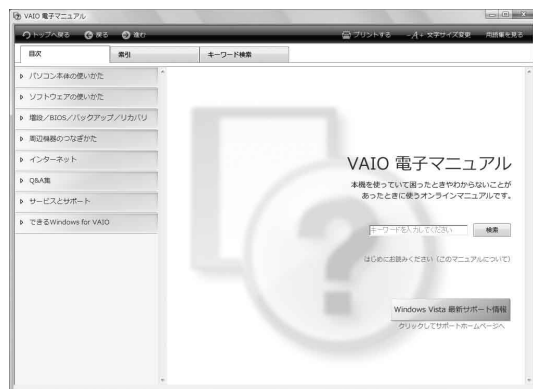 VAIO 電子マニュアル
トップへ戻る 戻る 進む プリントする -A+ 文字サイズ変更 用語集を見る
目次 索引 キーワード検索
パソコン本体の使いかた
ソフトウェアの使いかた
増設/BIOS/バックアップ/リカバリ
周辺機器のつなぎかた
インターネット
Q&A集
サービスとサポート
できるWindows for VAIO
VAIO 電子マニュアル
本機を使っていて困ったときやわからないことが
あったときに使うオンラインマニュアルです。
キーワードを入力してください 検索
はじめにお読みください(このマニュアルについて)
Windows Vista 最新サポート情報
クリックしてサポートホームページへ